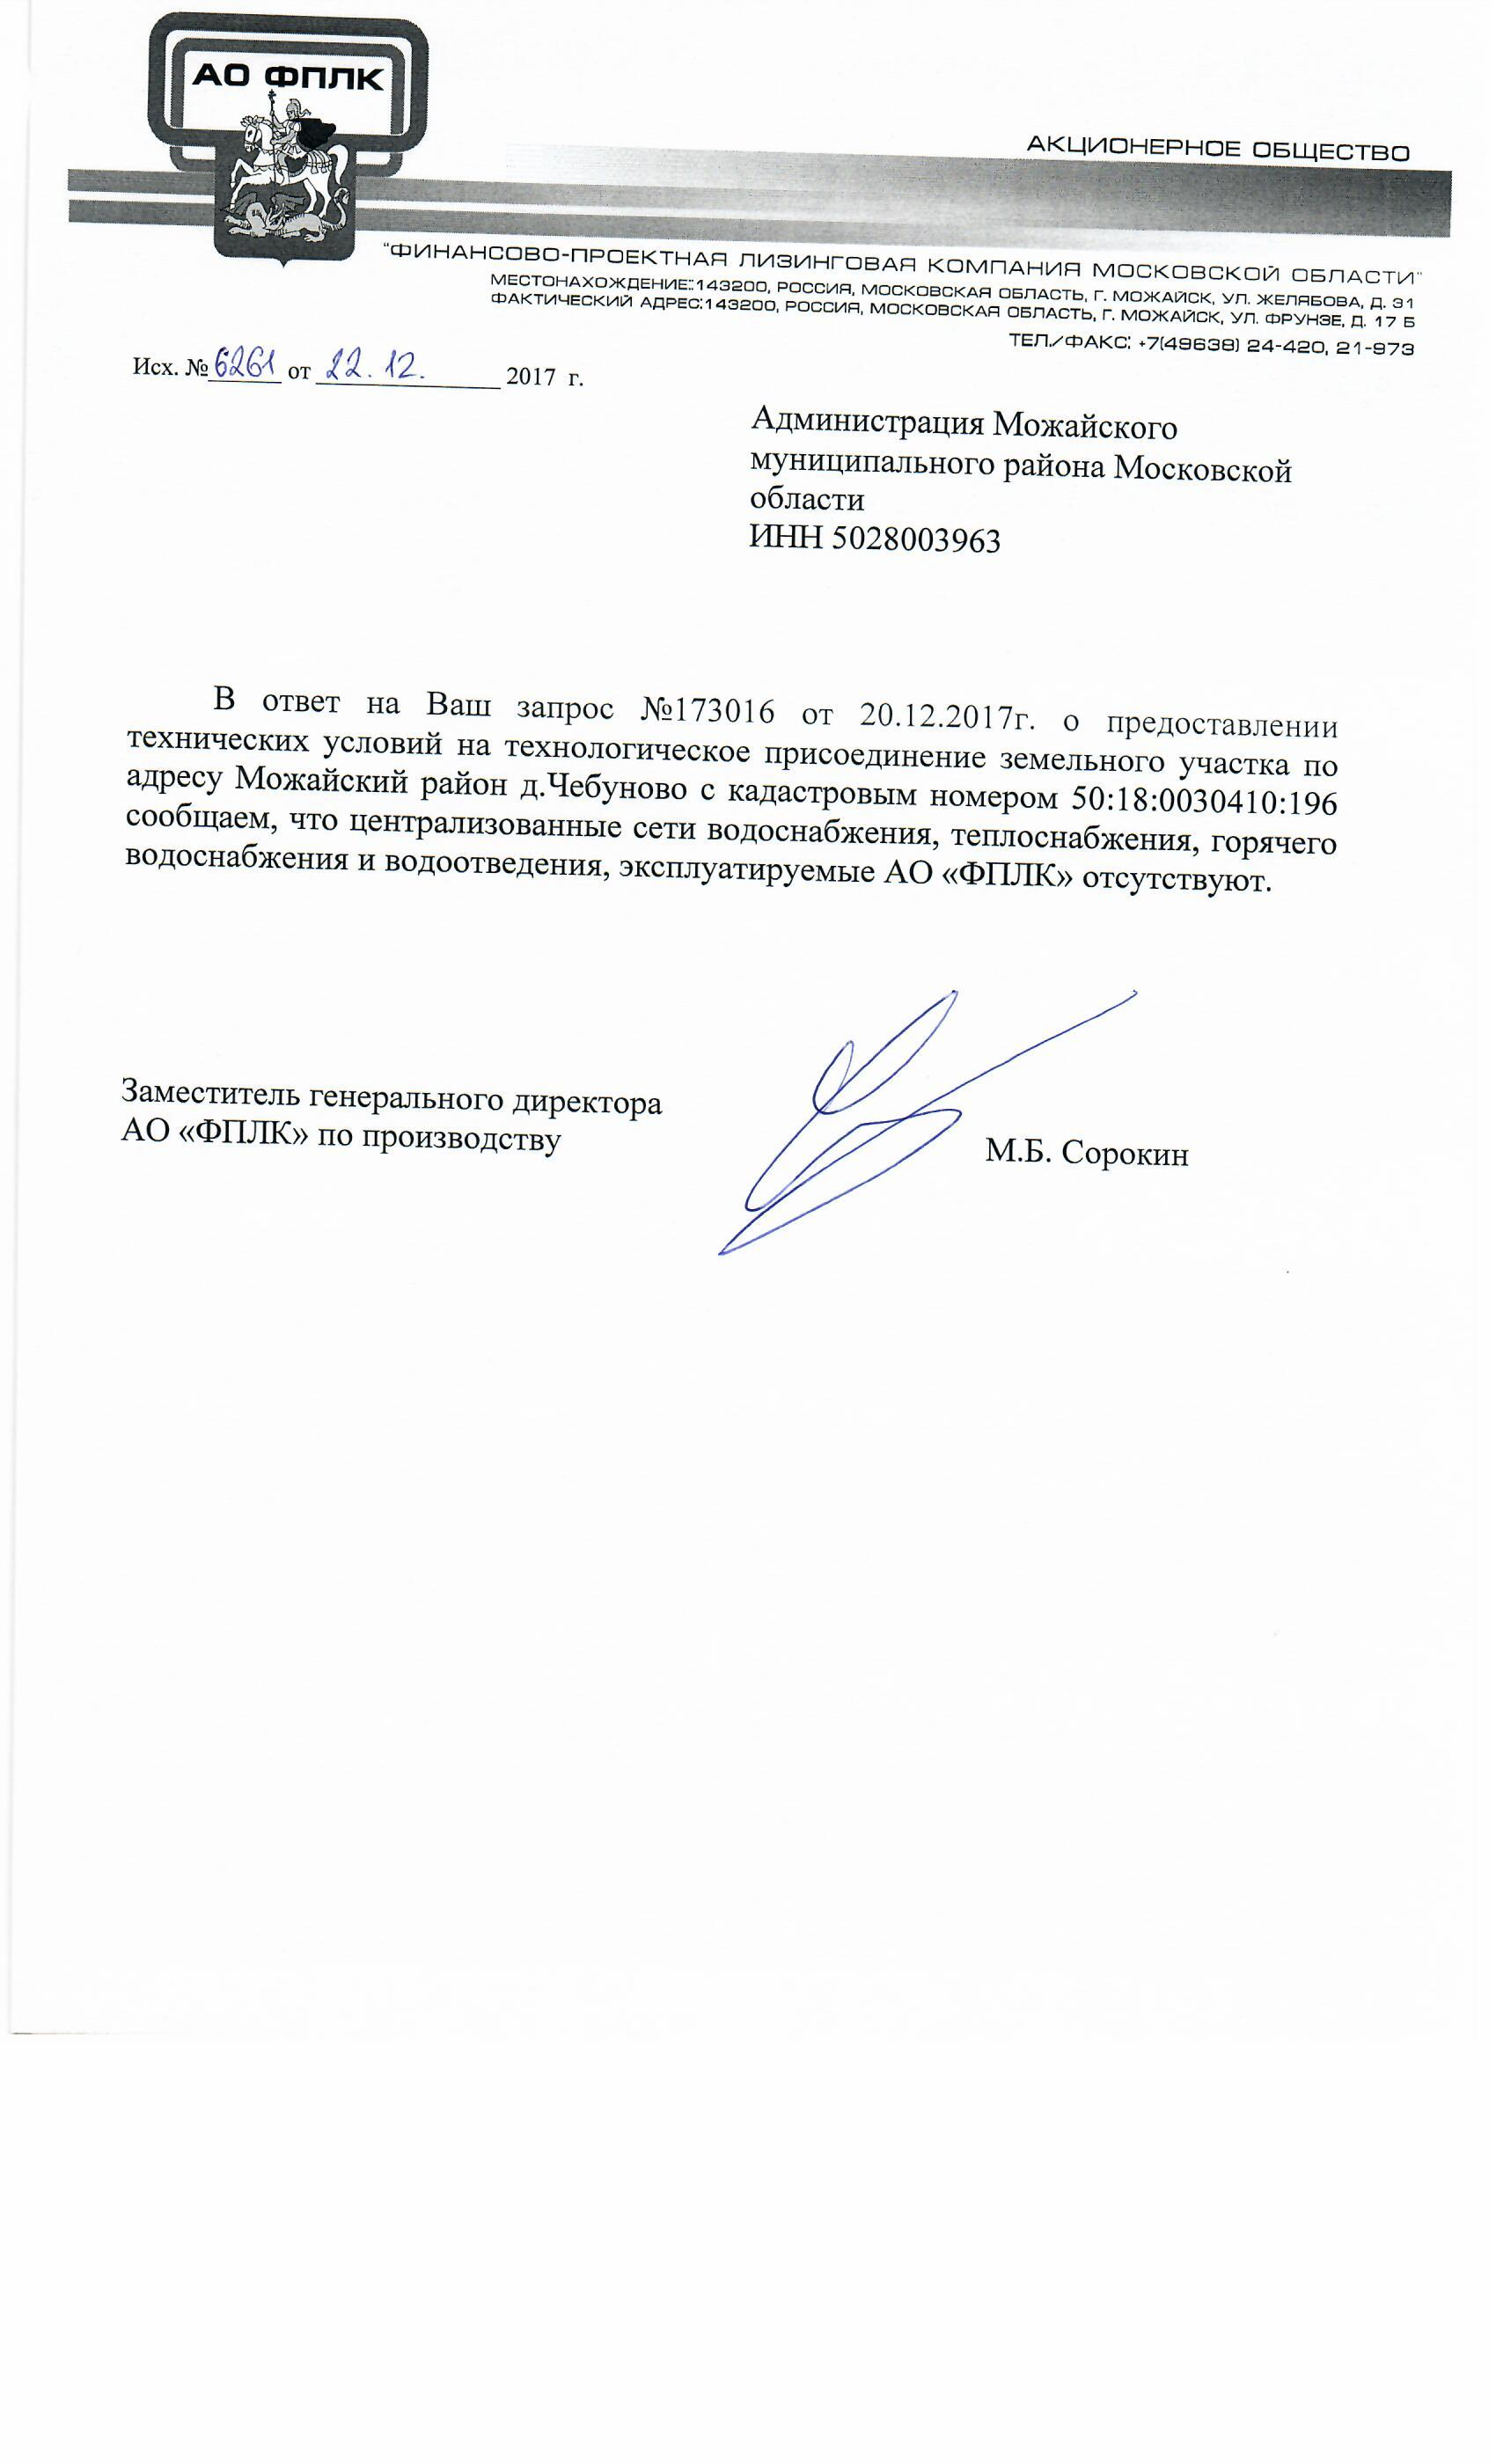 АО ФПЛК
АКЦИОНЕРНОЕ ОБЩЕСТВО
"ФИНАНСОВО-ПРОЕКТНАЯ ЛИЗИНГОВАЯ КОМПАНИЯ МОСКОВСКОЙ ОБЛАСТИ"
МЕСТОНАХОЖДЕНИЕ:143200, РОССИЯ, МОСКОВСКАЯ ОБЛАСТЬ, Г. МОЖАЙСК, УЛ. ЖЕЛЯБОВА, Д. 31
ФАКТИЧЕСКИЙ АДРЕС:143200, РОССИЯ, МОСКОВСКАЯ ОБЛАСТЬ, Г. МОЖАЙСК, УЛ. ФРУНЗЕ, Д. 17 Б
ТЕЛ./ФАКС: +7(49638) 24-420, 21-973
Исх. № 6261 от 22.12. 2017 г.
Администрация Можайского
муниципального района Московской
области
ИНН 5028003963
В ответ на Ваш запрос №173016 от 20.12.2017г. о предоставлении
технических условий на технологическое присоединение земельного участка по
адресу Можайский район д.Чебуново с кадастровым номером 50:18:0030410:196
сообщаем, что централизованные сети водоснабжения, теплоснабжения, горячего
водоснабжения и водоотведения, эксплуатируемые АО «ФПЛК» отсутствуют.
Заместитель генерального директора
АО «ФПЛК» по производству
М.Б. Сорокин